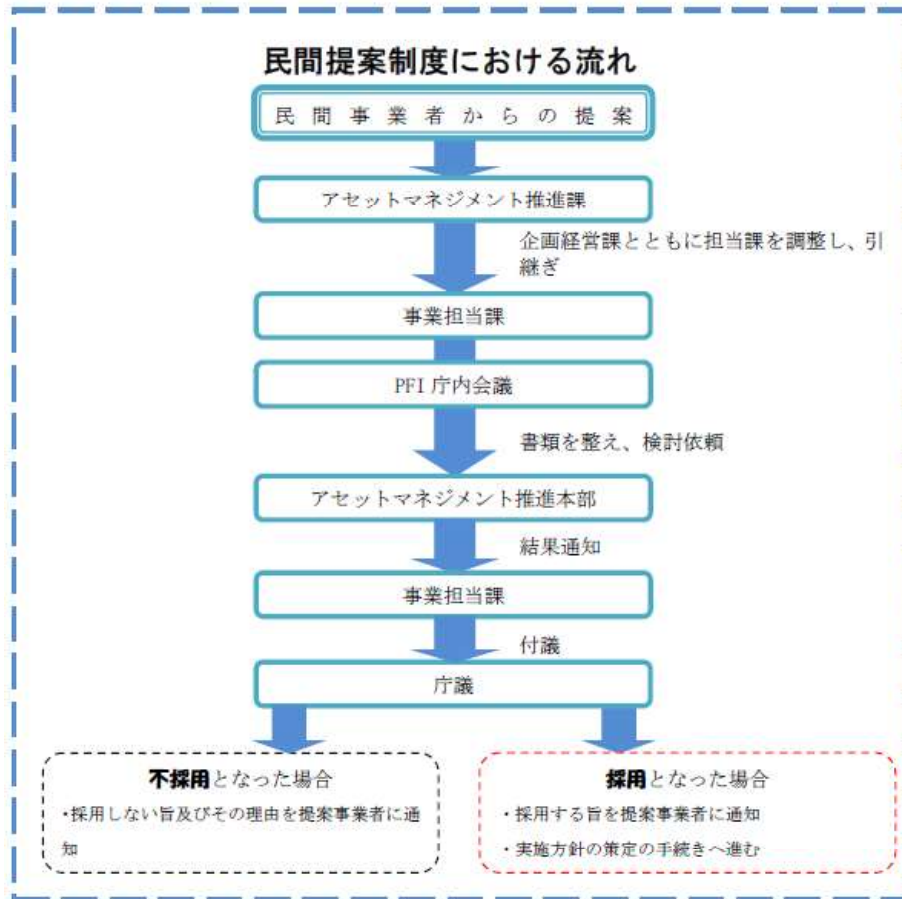 民間提案制度における流れ
民間事業者からの提案
アセットマネジメント推進課
企画経営課とともに担当課を調整し、引
継ぎ
事業担当課
PFI 庁内会議
書類を整え、検討依頼
アセットマネジメント推進本部
結果通知
事業担当課
付議
庁議
不採用となった場合
・採用しない旨及びその理由を提案事業者に通
知
採用となった場合
・採用する旨を提案事業者に通知
・実施方針の策定の手続きへ進む